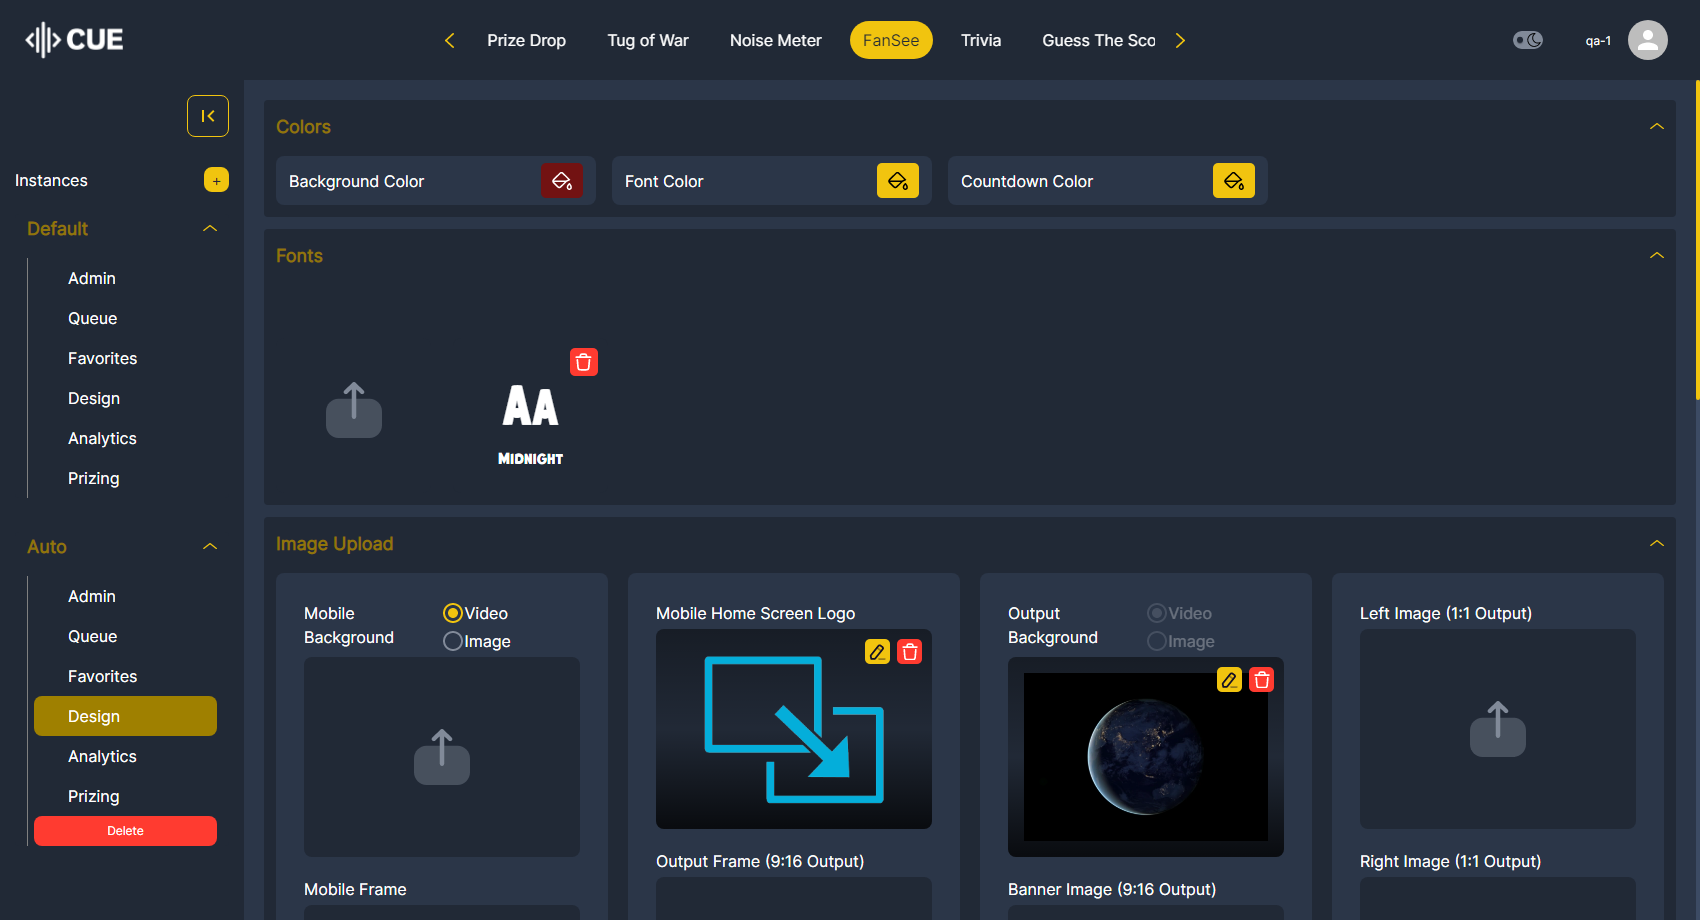 CUE
Prize Drop
Tug of War
Noise Meter
FanSee
Trivia
Guess The Sco
qa-1
Instances
+
Default
Admin
Queue
Favorites
Design
Analytics
Prizing
Auto
Admin
Queue
Favorites
Design
Analytics
Prizing
Delete
Colors
Background Color
Font Color
Countdown Color
Fonts
AA
MIDNIGHT
Image Upload
Mobile
Background
Video
Image
Mobile Home Screen Logo
Output
Background
Video
Image
Left Image (1:1 Output)
Mobile Frame
Output Frame (9:16 Output)
Banner Image (9:16 Output)
Right Image (1:1 Output)